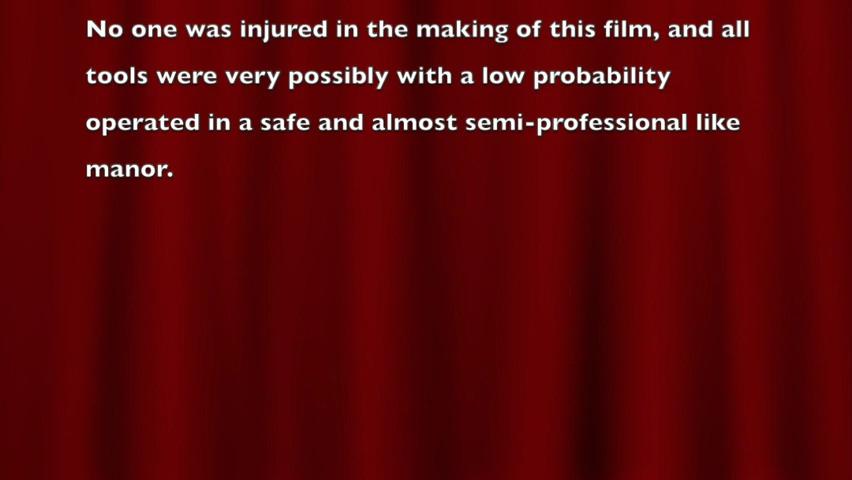 No one was injured in the making of this film, and all
tools were very possibly with a low probability
operated in a safe and almost semi-professional like
manor.